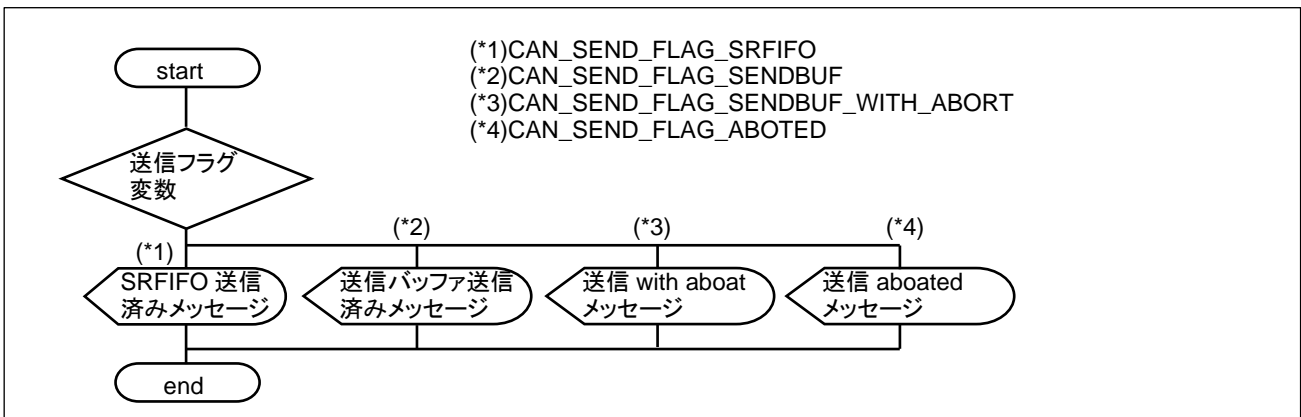 start
(*1)CAN_SEND_FLAG_SRFIFO
(*2)CAN_SEND_FLAG_SENDBUF
(*3)CAN_SEND_FLAG_SENDBUF_WITH_ABORT
(*4)CAN_SEND_FLAG_ABOTED
送信フラグ
変数
(*1)
(*2)
(*3)
(*4)
SRFIFO 送信
済みメッセージ
送信バッファ送信
済みメッセージ
送信 with aboat
メッセージ
送信 aboated
メッセージ
end